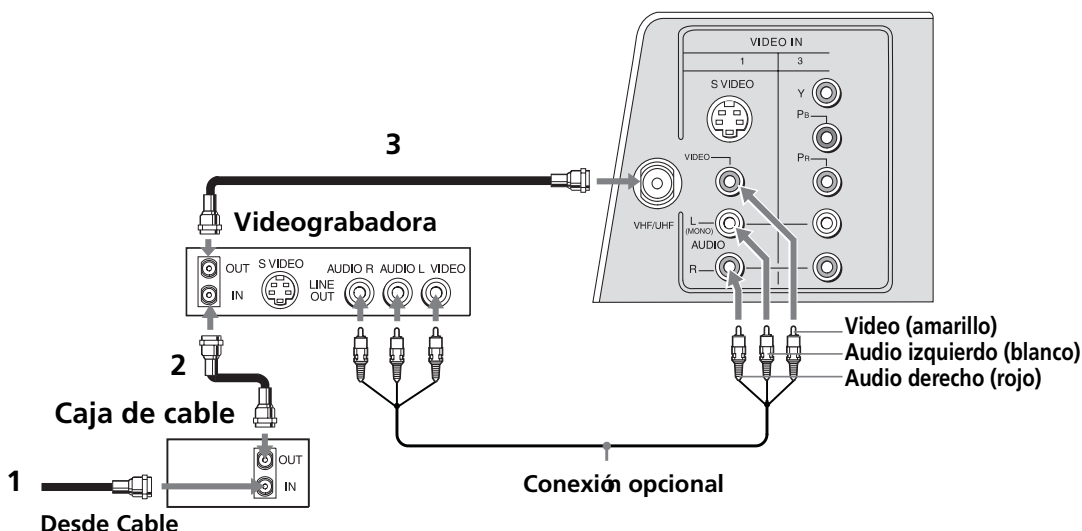 VIDEO IN
1 3
S VIDEO
Y
PB
PR
VIDEO
VHF/UHF
L
(MONO)
AUDIO
R
3
Videograbadora
OUT
IN
S VIDEO
AUDIO R AUDIO L VIDEO
LINE
OUT
Video (amarillo)
Audio izquierdo (blanco)
Audio derecho (rojo)
2
Caja de cable
OUT
IN
1
Desde Cable
Conexión opcional